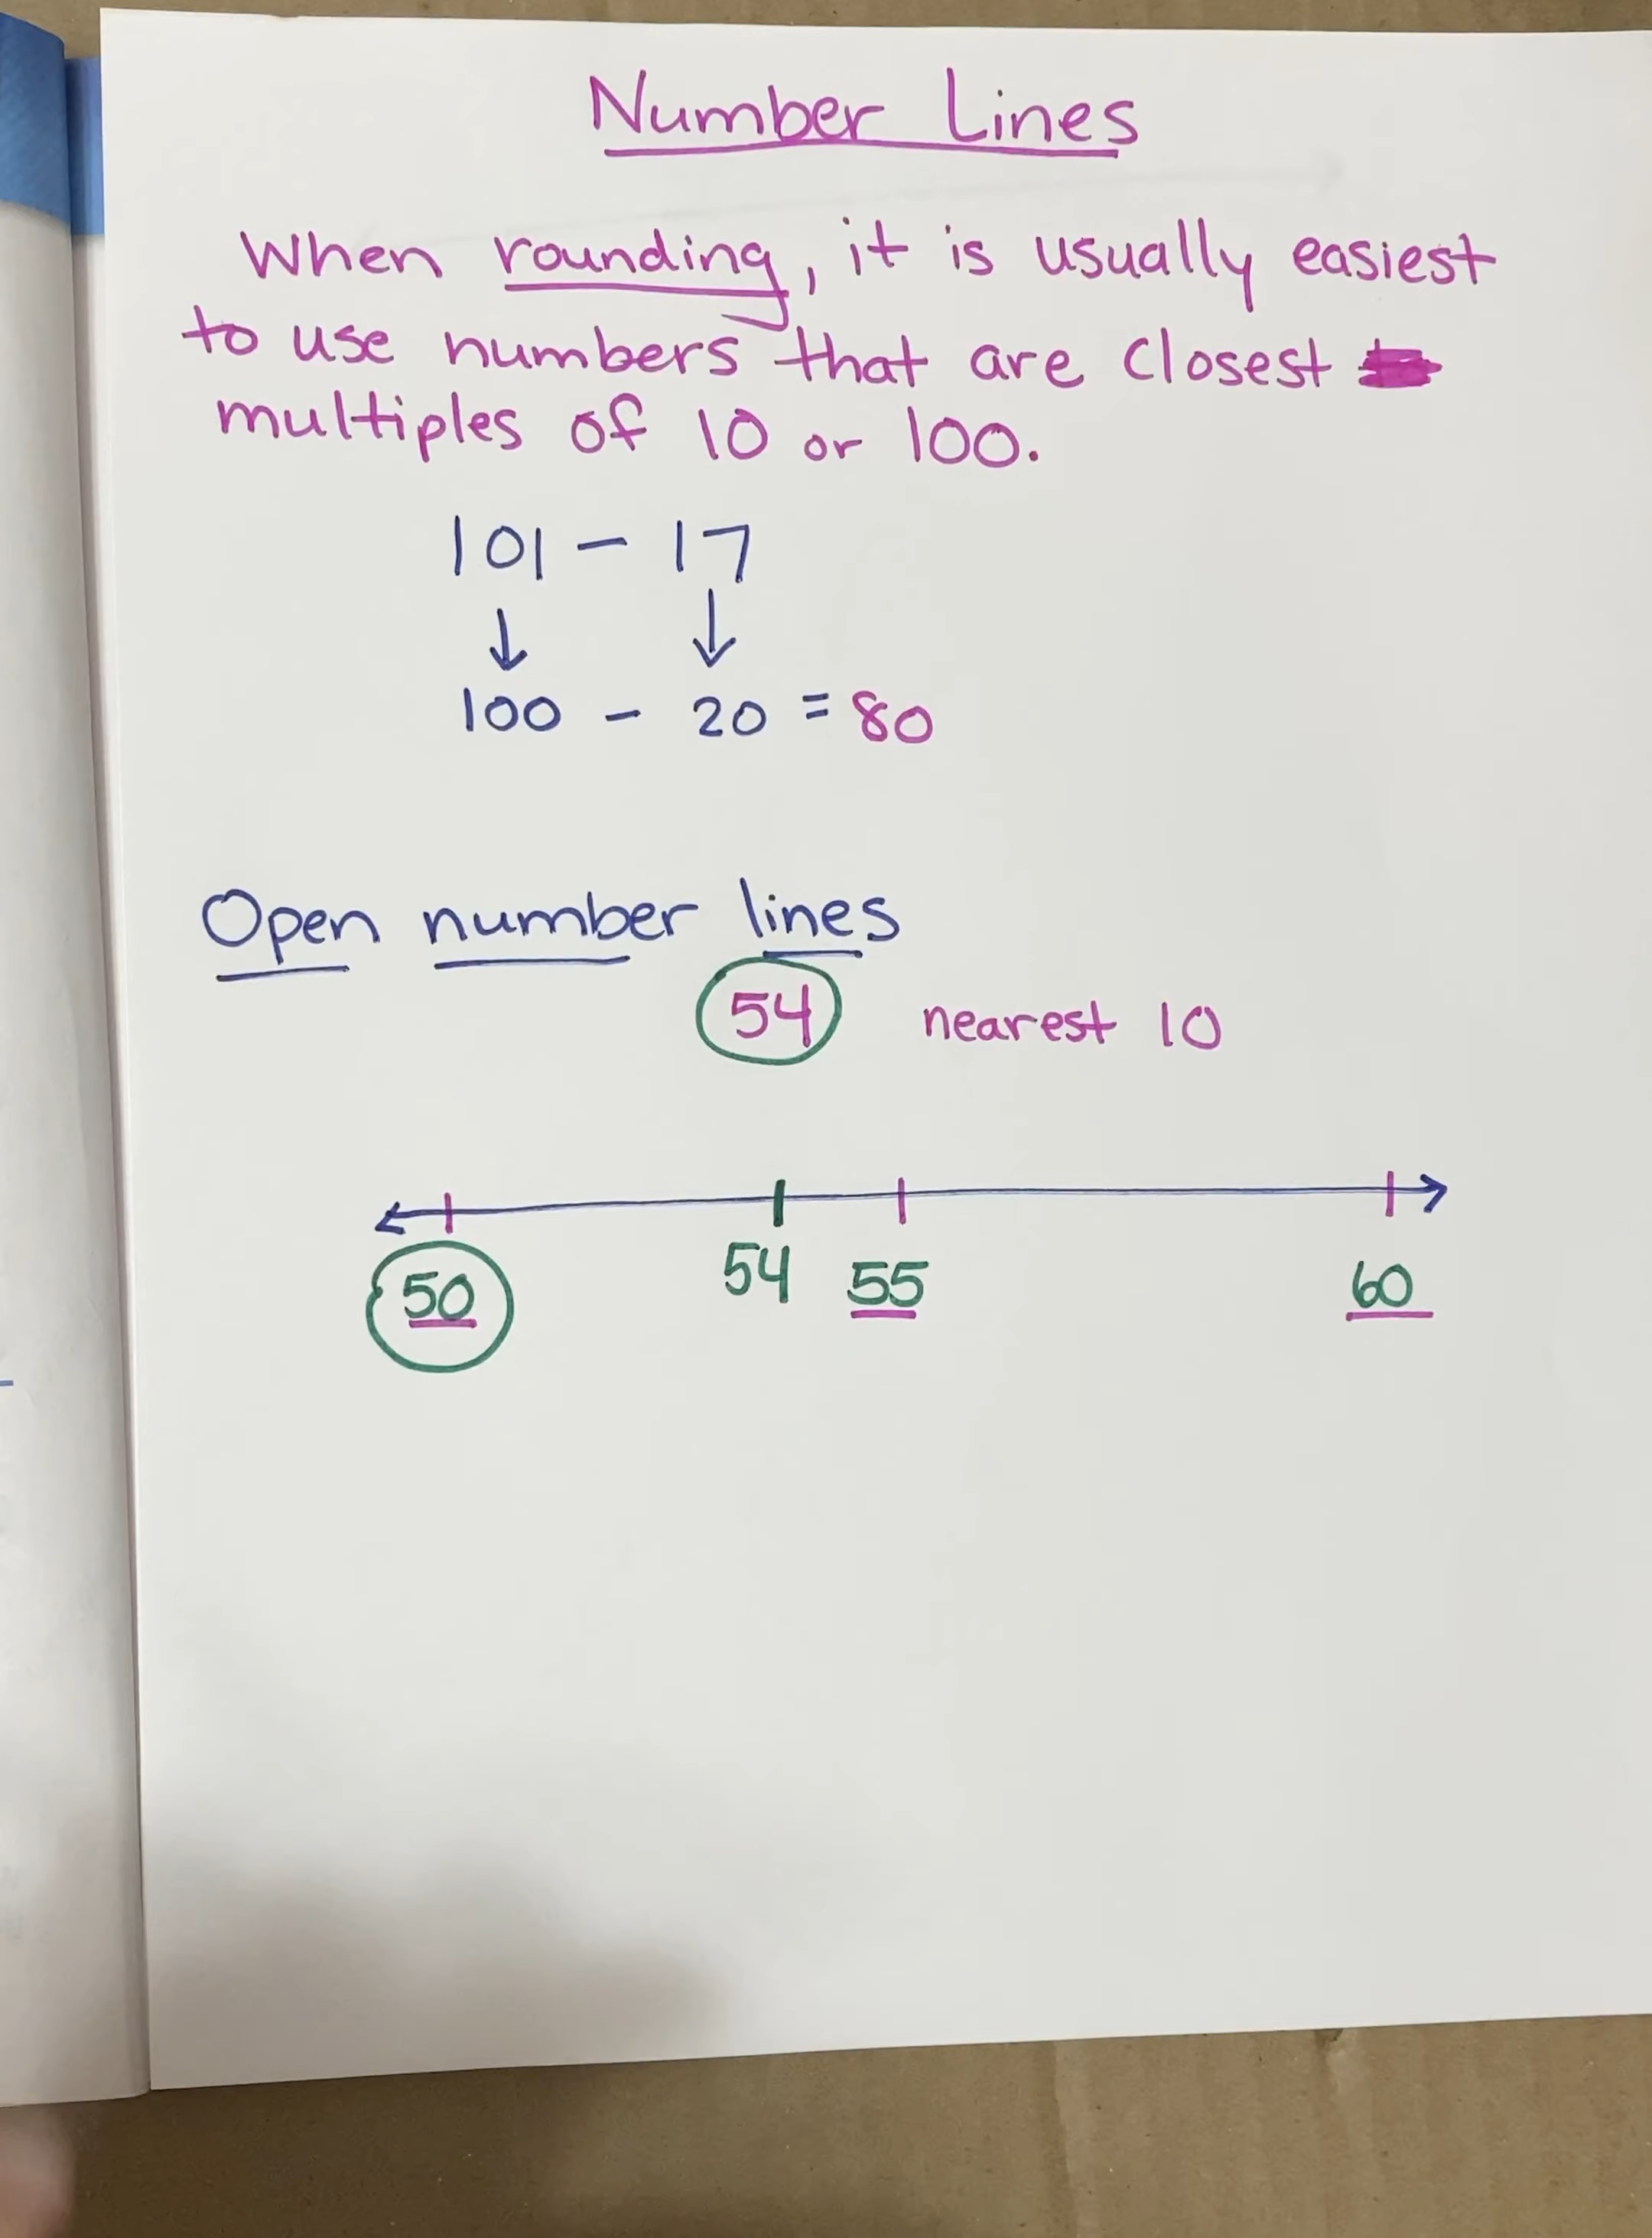 Number Lines
When rounding, it is usually easiest
to use numbers that are closest
multiples of 10 or 100.
101 - 17
↓ ↓
100 - 20 = 80
Open number lines
54 nearest 10
50 54 55 60